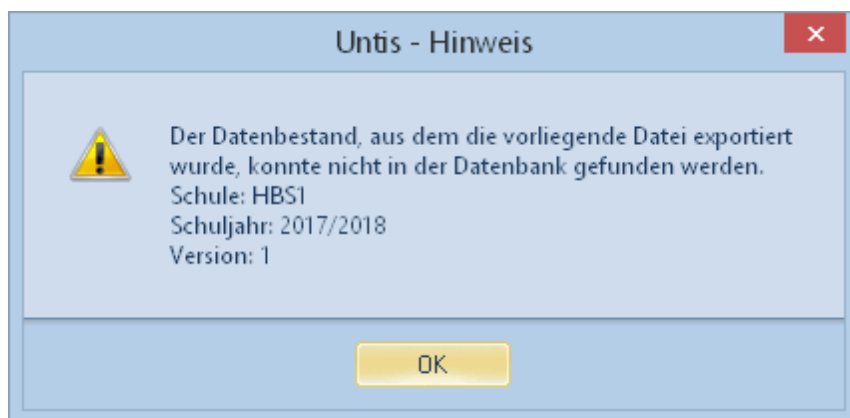 Untis - Hinweis
Der Datenbestand, aus dem die vorliegende Datei exportiert
wurde, konnte nicht in der Datenbank gefunden werden.
Schule: HBS1
Schuljahr: 2017/2018
Version: 1
OK